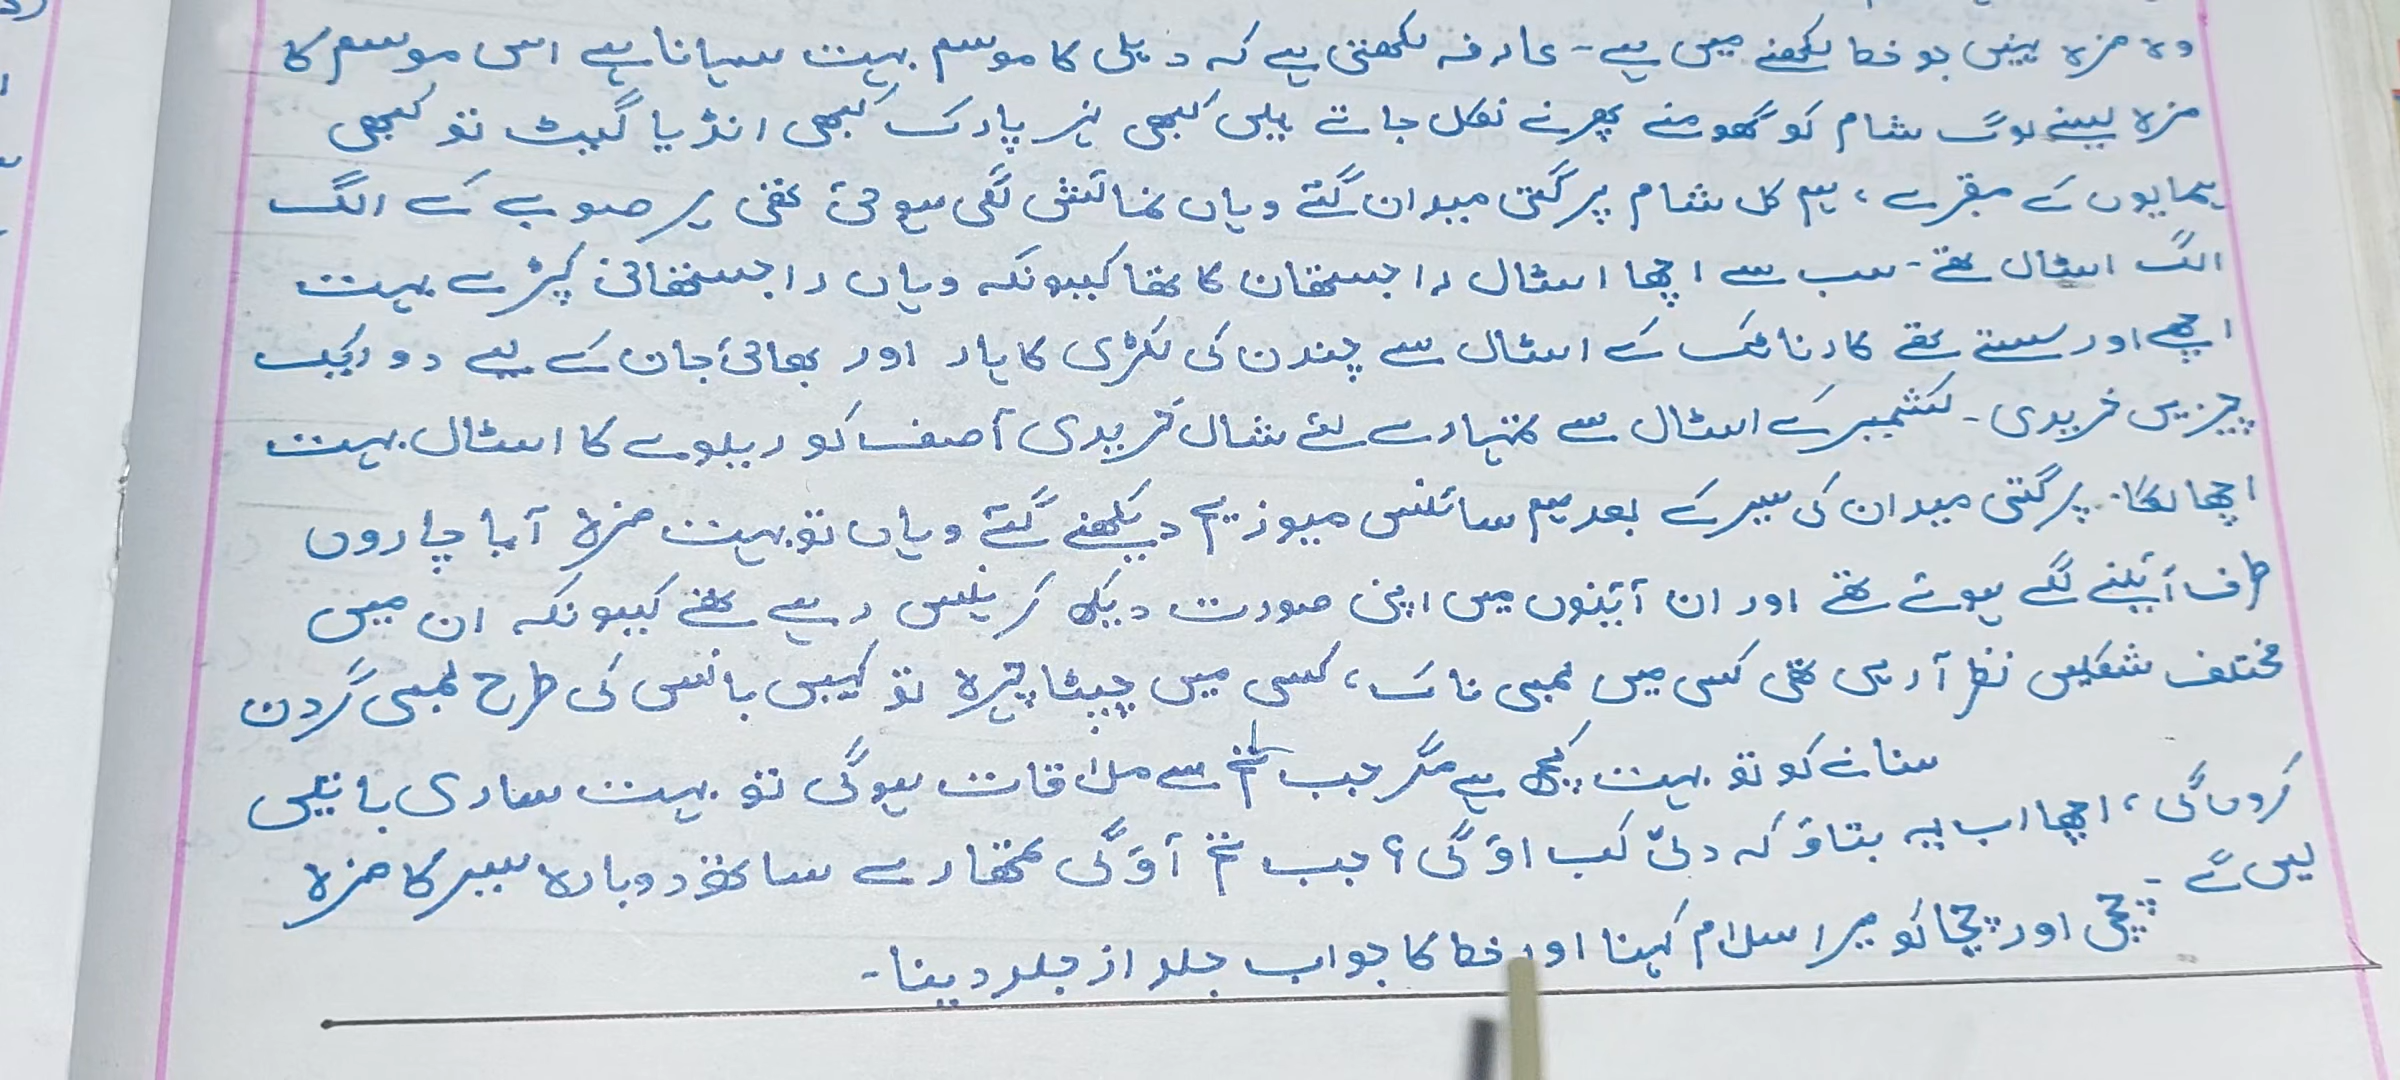 وہ مزہ نہیں جو خط لکھنے میں ہے۔ عارفہ لکھتی ہے کہ دہلی کا موسم بہت سہانا ہے اس موسم کا
مزہ لینے لوگ شام کو گھومنے پھرنے نکل جاتے ہیں کبھی نہر پارک کبھی انڈیا گیٹ تو کبھی
ہمایوں کے مقبرے، ہم کل شام پرگتی میدان گئے وہاں نمائش لگی ہوئی تھی ہر صوبے کے الگ
الگ اسٹال تھے۔ سب سے اچھا اسٹال راجستھان کا تھا کیونکہ وہاں راجستھانی کپڑے بہت
اچھے اور سستے تھے کارناٹک کے اسٹال سے چندن کی لکڑی کا ہار اور بھائی جان کے لیے دو ایک
چیزیں خریدی۔ کشمیر کے اسٹال سے تمہارے لئے شال خریدی آصف کو ریلوے کا اسٹال بہت
اچھا لگا۔ پرگتی میدان کی سیر کے بعد ہم سائنس میوزیم دیکھنے گئے وہاں تو بہت مزہ آیا چاروں
طرف آئینے لگے ہوئے تھے اور ان آئینوں میں اپنی صورت دیکھ کر ہنس رہے تھے کیونکہ ان میں
مختلف شکلیں نظر آرہی تھی کسی میں لمبی ناک، کسی میں چپٹا چہرہ تو کہیں بانس کی طرح لمبی گردن
سنانے کو تو بہت کچھ ہے مگر جب تم سے ملاقات ہوگی تو بہت ساری باتیں
کروں گی، اچھا اب یہ بتاؤ کہ دلی کب اؤگی؟ جب تم آؤگی تمھارے ساتھ دوبارہ سیر کا مزہ
لیں گے۔
چچی اور چچا کو میرا سلام کہنا اور خط کا جواب جلد از جلد دینا۔